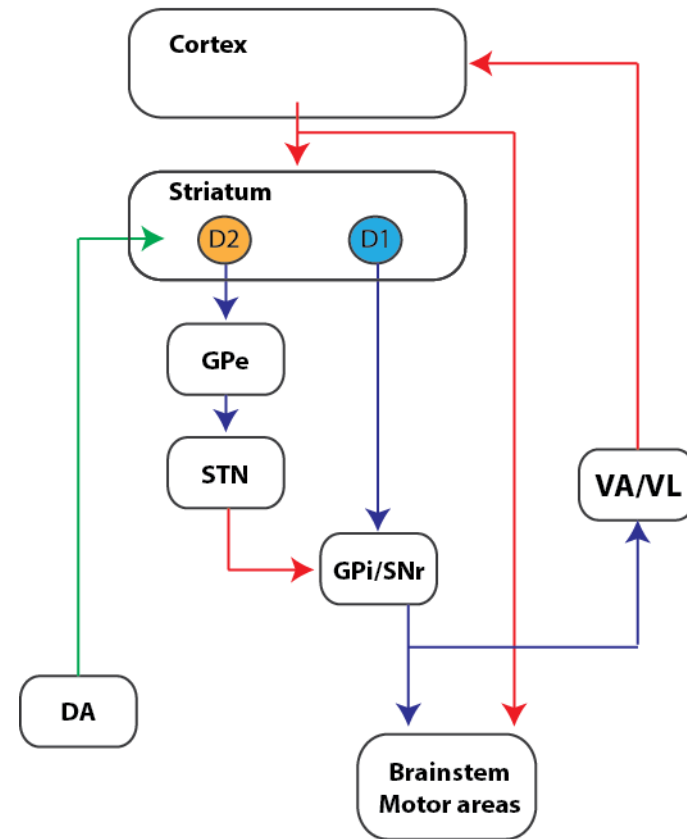 Cortex
Striatum
D2
D1
GPe
STN
VA/VL
GPi/SNr
DA
Brainstem
Motor areas